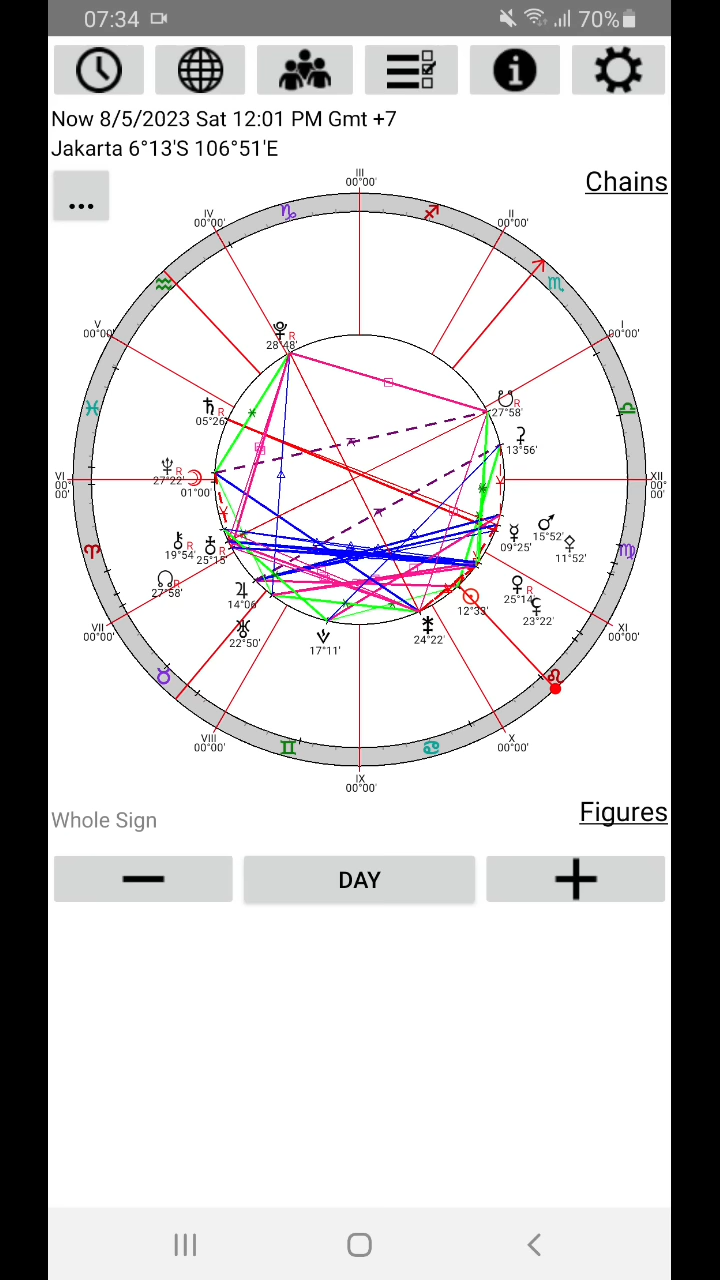 07:34
70%
Now 8/5/2023 Sat 12:01 PM Gmt +7
Jakarta 6°13'S 106°51'E
...
Chains
III
00°00'
IV
00°00'
II
00°00'
V
00°00'
I
00°00'
R
28°48'
R
05°26'
R
27°58'
13°56'
VI
00°
00'
R
27°22'
01°00'
XII
00°
00'
R
19°54'
R
25°15'
09°25'
15°52'
11°52'
R
27°58'
14°06'
12°33'
R
25°14'
23°22'
22°50'
17°11'
24°22'
VII
00°00'
XI
00°00'
VIII
00°00'
X
00°00'
IX
00°00'
Whole Sign
Figures
DAY